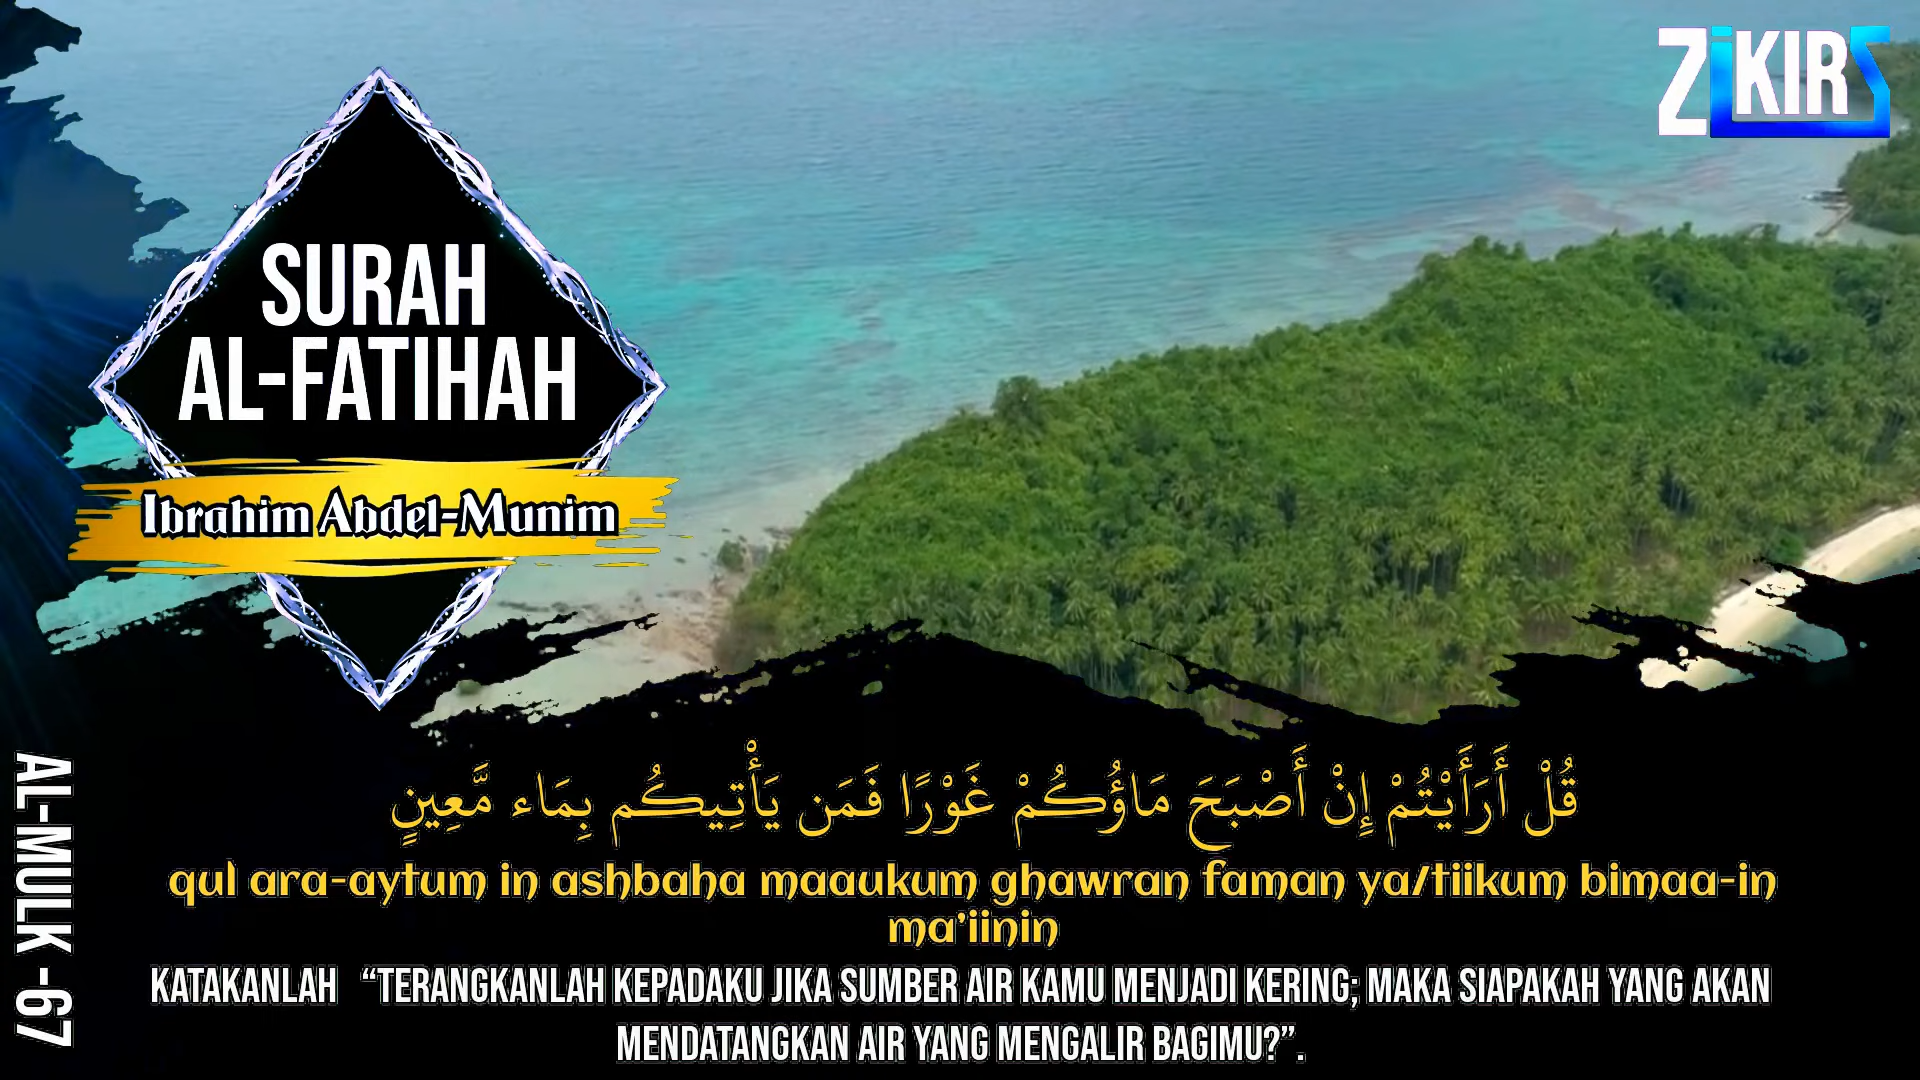 ZiKIRS
SURAH
AL-FATIHAH
Ibrahim Abdel-Munim
قُلْ أَرَأَيْتُمْ إِنْ أَصْبَحَ مَاؤُكُمْ غَوْرًا فَمَن يَأْتِيكُم بِمَاء مَّعِينٍ
qul ara-aytum in ashbaha maaukum ghawran faman ya/tiikum bimaa-in
ma'iinin
KATAKANLAH “TERANGKANLAH KEPADAKU JIKA SUMBER AIR KAMU MENJADI KERING; MAKA SIAPAKAH YANG AKAN
MENDATANGKAN AIR YANG MENGALIR BAGIMU?”.
AL-MULK -67